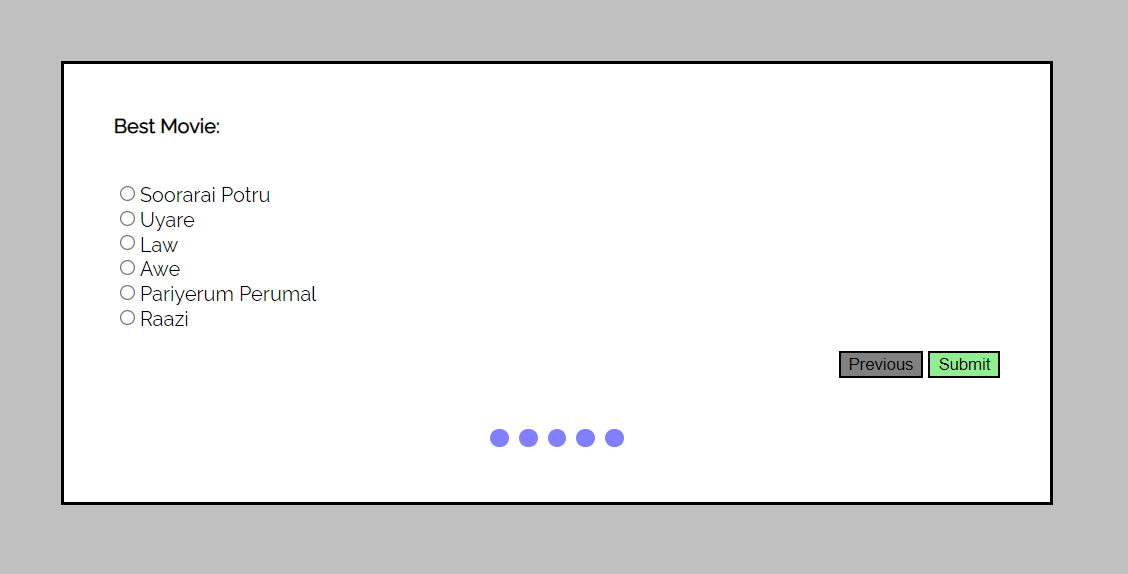 Best Movie:
Soorarai Potru
Uyare
Law
Awe
Pariyerum Perumal
Raazi
Previous Submit